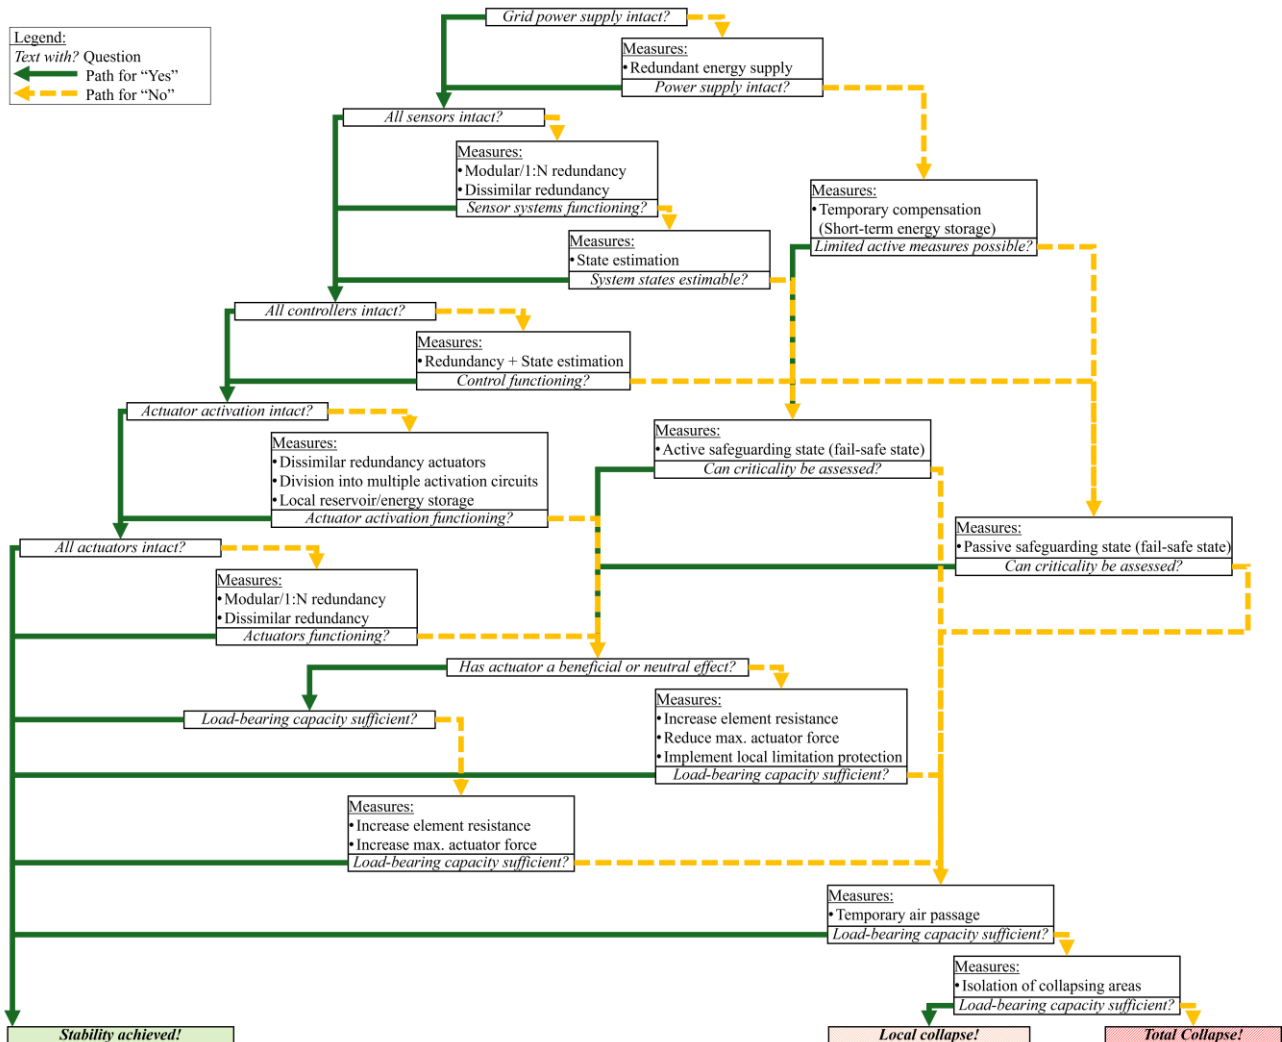 Grid power supply intact?
Legend:
Text with? Question
Path for “Yes”
Path for “No”
Measures:
•Redundant energy supply
Power supply intact?
All sensors intact?
Measures:
•Modular/1:N redundancy
•Dissimilar redundancy
Sensor systems functioning?
Measures:
•Temporary compensation
(Short-term energy storage)
Limited active measures possible?
Measures:
•State estimation
System states estimable?
All controllers intact?
Measures:
•Redundancy + State estimation
Control functioning?
Actuator activation intact?
Measures:
•Dissimilar redundancy actuators
•Division into multiple activation circuits
•Local reservoir/energy storage
Actuator activation functioning?
Measures:
•Active safeguarding state (fail-safe state)
Can criticality be assessed?
Measures:
•Passive safeguarding state (fail-safe state)
Can criticality be assessed?
All actuators intact?
Measures:
•Modular/1:N redundancy
•Dissimilar redundancy
Actuators functioning?
Has actuator a beneficial or neutral effect?
Load-bearing capacity sufficient?
Measures:
•Increase element resistance
•Reduce max. actuator force
•Implement local limitation protection
Load-bearing capacity sufficient?
Measures:
•Increase element resistance
•Increase max. actuator force
Load-bearing capacity sufficient?
Measures:
•Temporary air passage
Load-bearing capacity sufficient?
Measures:
•Isolation of collapsing areas
Load-bearing capacity sufficient?
Stability achieved!
Local collapse!
Total Collapse!